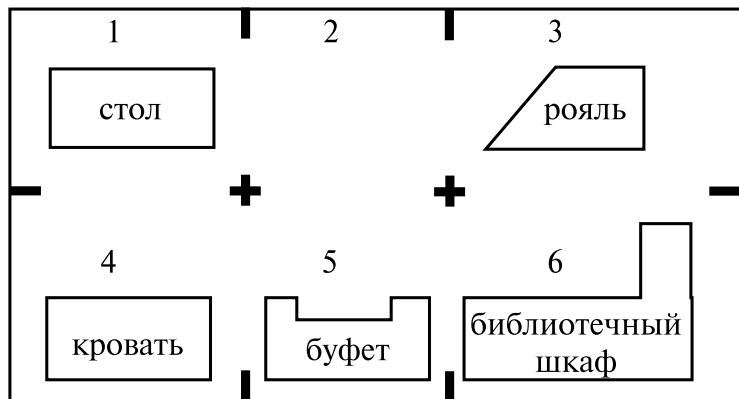 1 2 3
стол рояль
4 5 6
кровать буфет библиотечный
шкаф